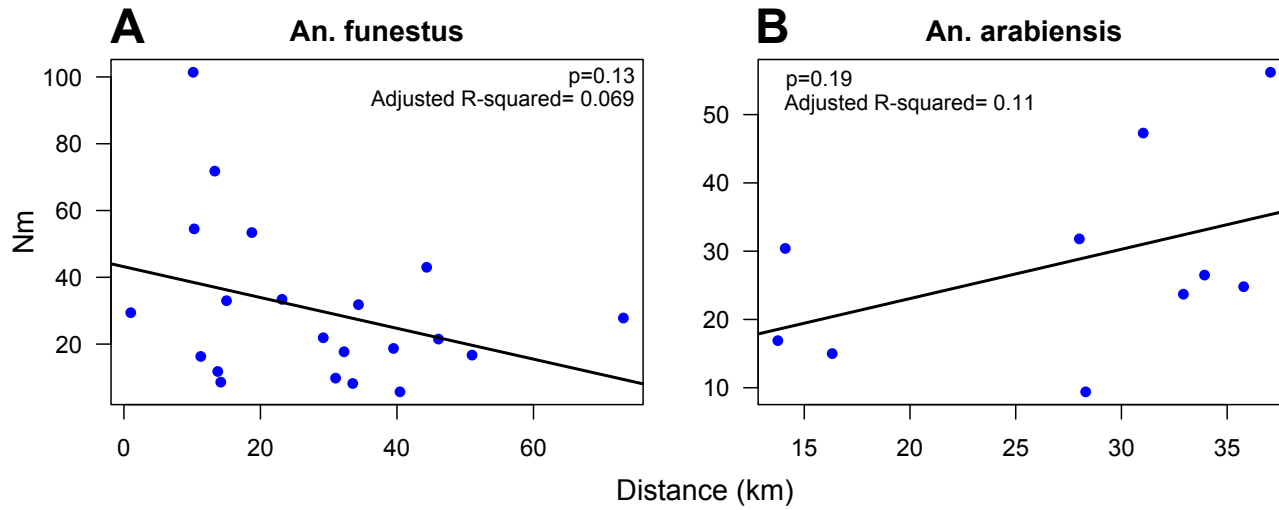 A An. funestus
p=0.13
Adjusted R-squared= 0.069
Nm
100
80
60
40
20
0 20 40 60
B An. arabiensis
p=0.19
Adjusted R-squared= 0.11
50
40
30
20
10
15 20 25 30 35
Distance (km)